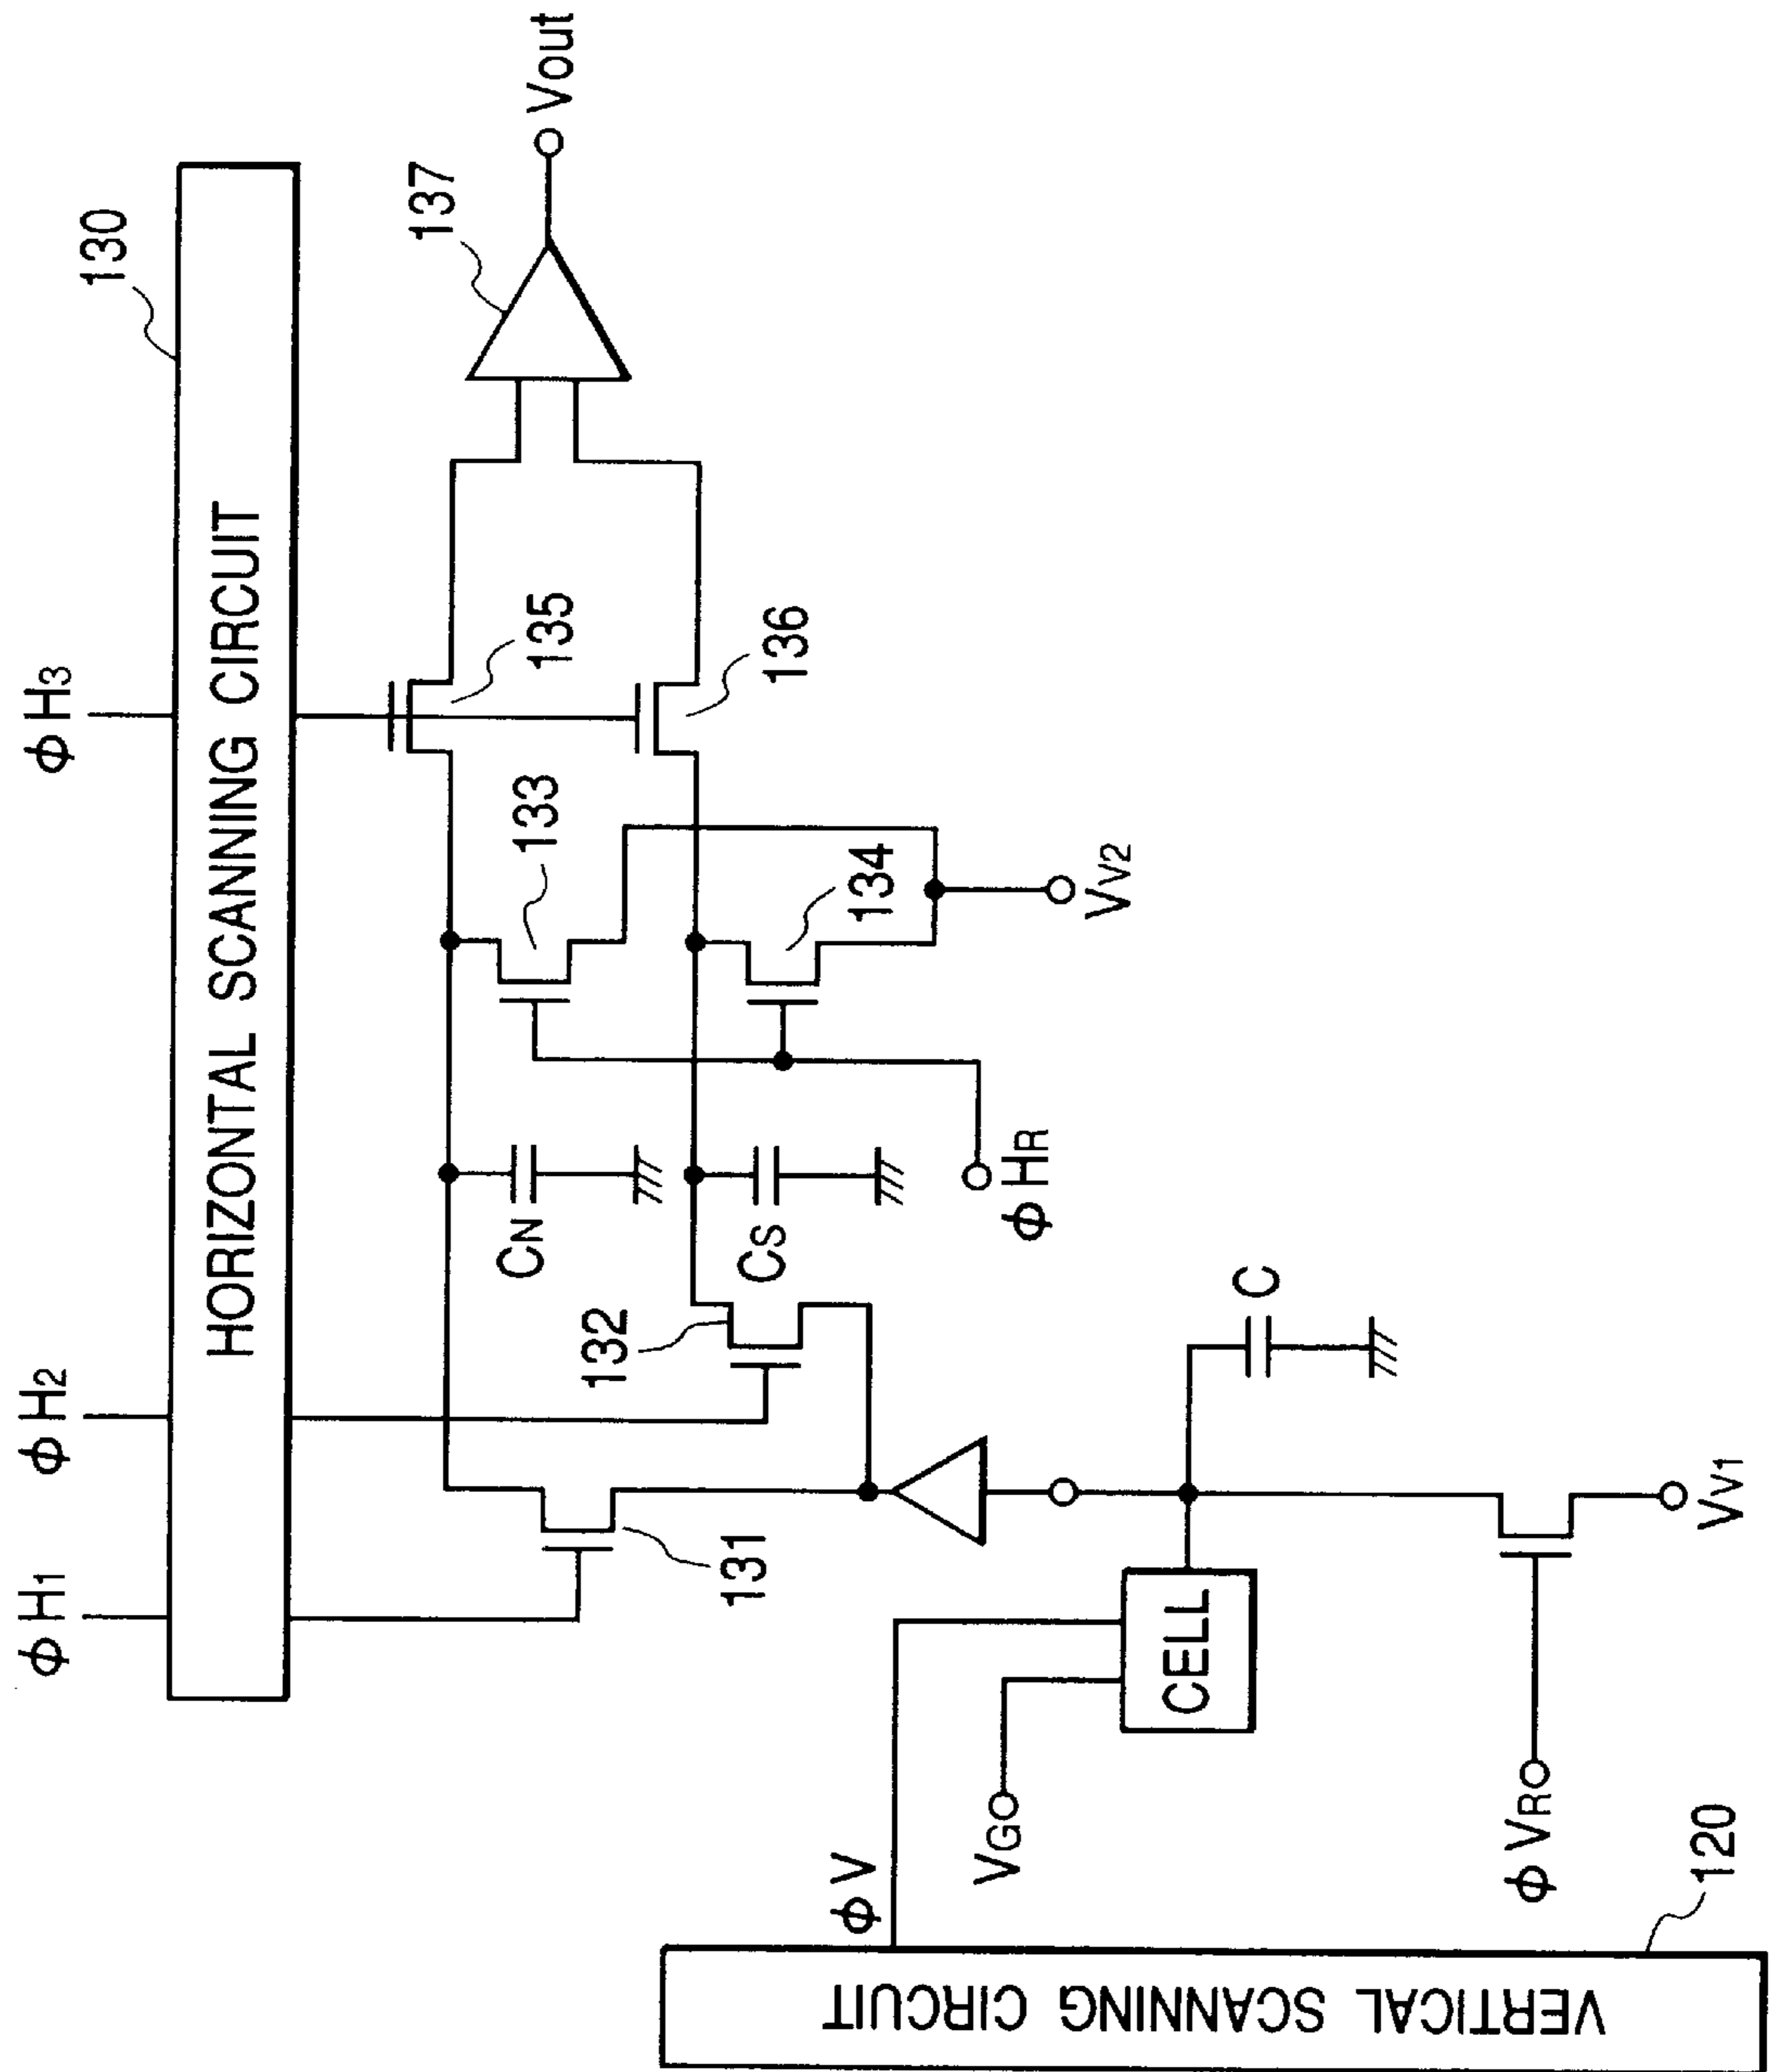 φH1
φH2
φH3
130
HORIZONTAL SCANNING CIRCUIT
137
Vout
135
136
133
134
CN
CS
132
131
φHR
VV2
C
CELL
φV
VGO
φVRO
VV1
120
VERTICAL SCANNING CIRCUIT